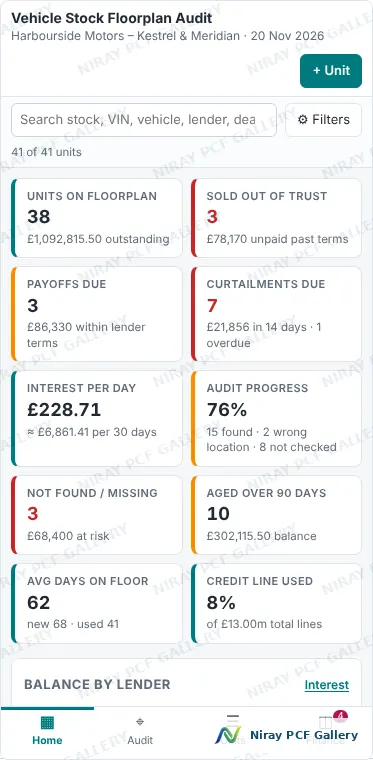 Vehicle Stock Floorplan Audit
Harbourside Motors – Kestrel & Meridian · 20 Nov 2026
+ Unit
Search stock, VIN, vehicle, lender, dea
⚙ Filters
41 of 41 units
UNITS ON FLOORPLAN
38
£1,092,815.50 outstanding
SOLD OUT OF TRUST
3
£78,170 unpaid past terms
PAYOFFS DUE
3
£86,330 within lender
terms
CURTAILMENTS DUE
7
£21,856 in 14 days · 1
overdue
INTEREST PER DAY
£228.71
≈ £6,861.41 per 30 days
AUDIT PROGRESS
76%
15 found · 2 wrong
location · 8 not checked
NOT FOUND / MISSING
3
£68,400 at risk
AGED OVER 90 DAYS
10
£302,115.50 balance
AVG DAYS ON FLOOR
62
new 68 · used 41
CREDIT LINE USED
8%
of £13.00m total lines
BALANCE BY LENDER
Interest
Home
Audit
4
Niray PCF Gallery
NIRAY PCF GALLERY